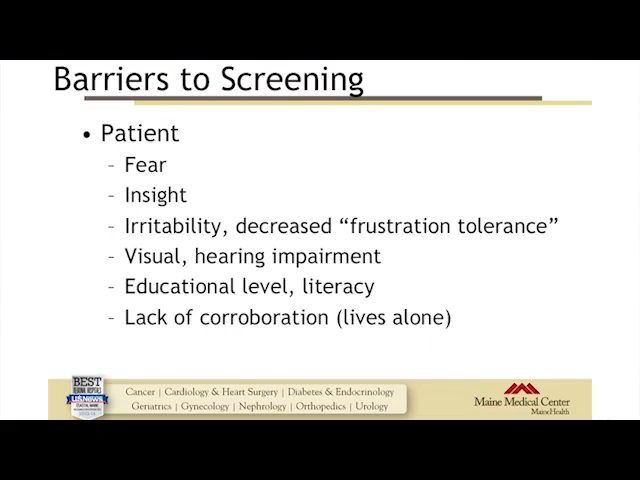 Barriers to Screening
• Patient
– Fear
– Insight
– Irritability, decreased “frustration tolerance”
– Visual, hearing impairment
– Educational level, literacy
– Lack of corroboration (lives alone)
BEST
REGIONAL HOSPITALS
U.S.News
Cancer | Cardiology & Heart Surgery | Diabetes & Endocrinology
Geriatrics | Gynecology | Nephrology | Orthopedics | Urology
Maine Medical Center
MaineHealth